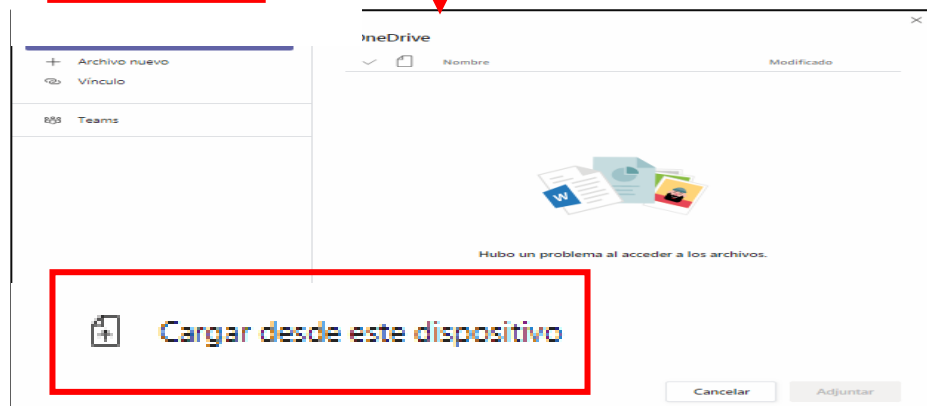 OneDrive
Archivo nuevo
Nombre
Modificado
Vínculo
Teams
W
Hubo un problema al acceder a los archivos.
Cargar desde este dispositivo
Cancelar
Adjuntar